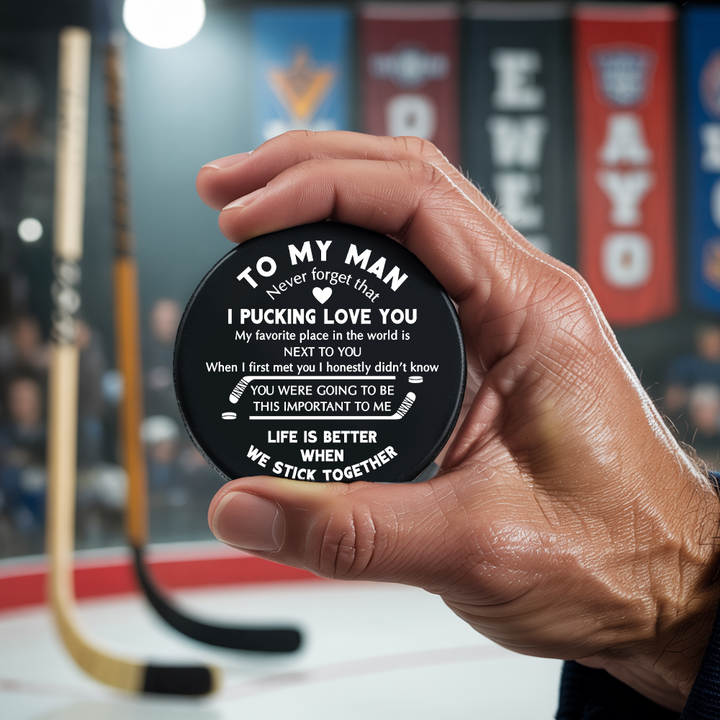 TO MY MAN
Never forget that
I PUCKING LOVE YOU
My favorite place in the world is
NEXT TO YOU
When I first met you I honestly didn't know
YOU WERE GOING TO BE
THIS IMPORTANT TO ME
LIFE IS BETTER
WHEN
WE STICK TOGETHER
O
EWE
AYO